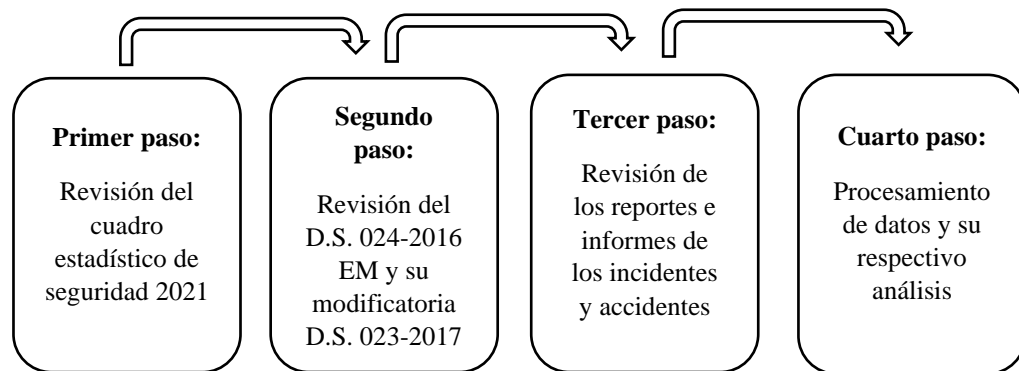 Primer paso:
Revisión del
cuadro
estadístico de
seguridad 2021
Segundo
paso:
Revisión del
D.S. 024-2016
EM y su
modificatoria
D.S. 023-2017
Tercer paso:
Revisión de
los reportes e
informes de
los incidentes
y accidentes
Cuarto paso:
Procesamiento
de datos y su
respectivo
análisis